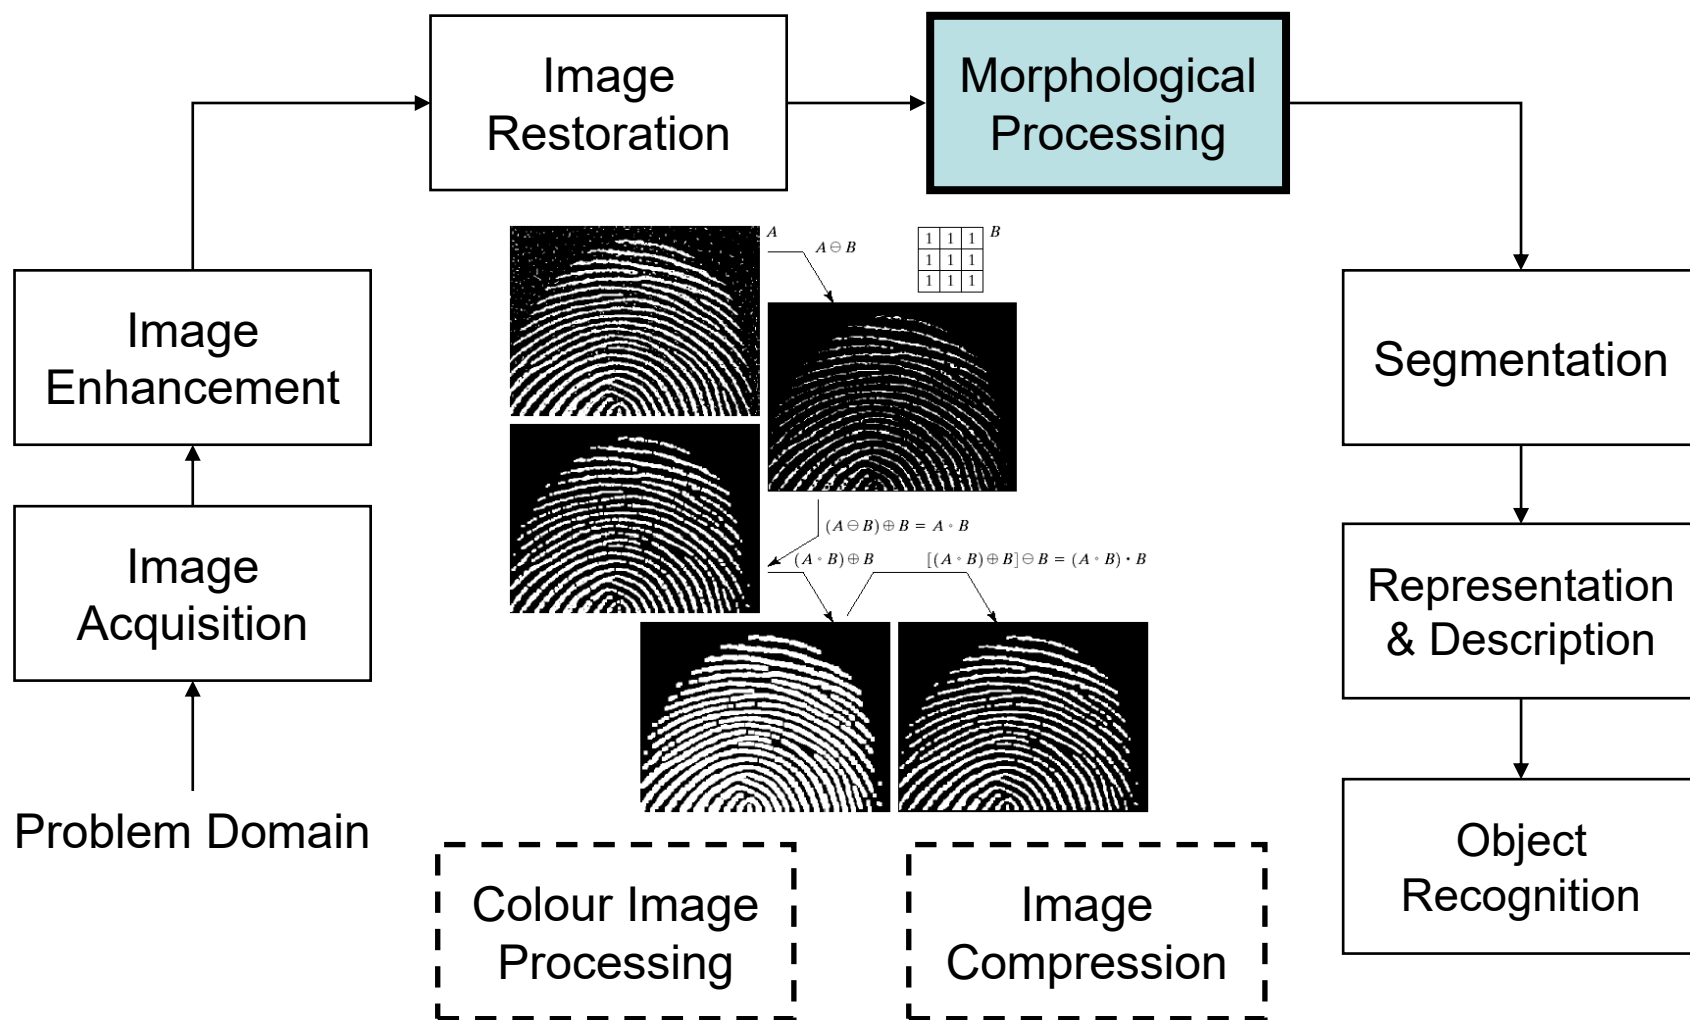 Image
Restoration
Morphological
Processing
Image
Enhancement
Image
Acquisition
Problem Domain
A
A ⊖ B
1 1 1
1 1 1
1 1 1
B
(A ⊖ B) ⊕ B = A ∘ B
(A ∘ B) ⊕ B
[(A ∘ B) ⊕ B] ⊖ B = (A ∘ B) • B
Segmentation
Representation
& Description
Object
Recognition
Colour Image
Processing
Image
Compression